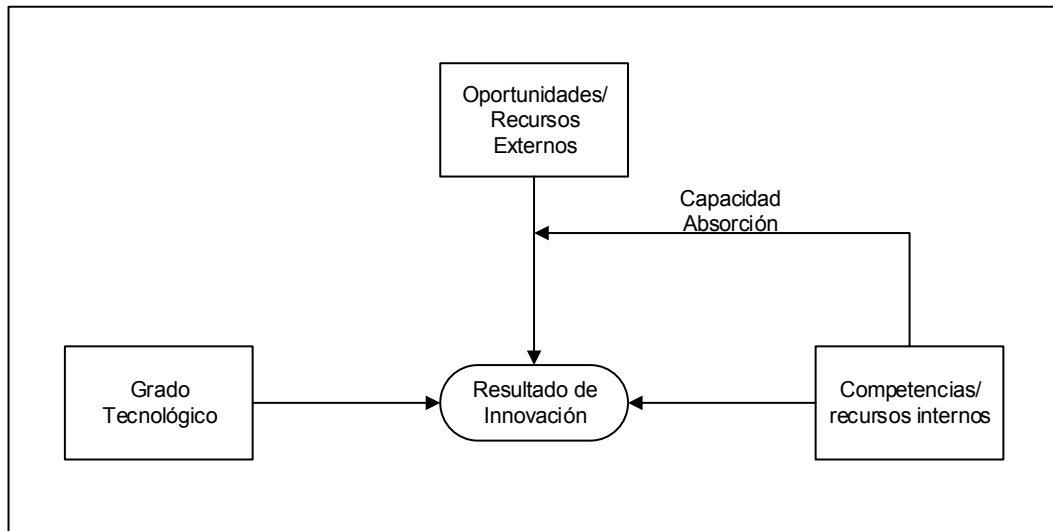 Oportunidades/
Recursos
Externos
Capacidad
Absorción
Grado
Tecnológico
Resultado de
Innovación
Competencias/
recursos internos